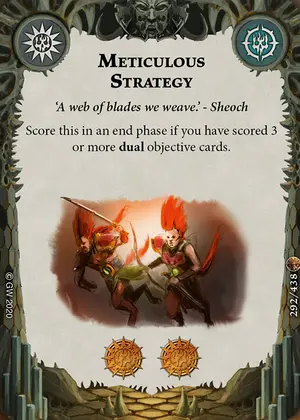 METICULOUS
STRATEGY
‘A web of blades we weave.’ - Sheoch
Score this in an end phase if you have scored 3
or more dual objective cards.
© GW 2020
292/438